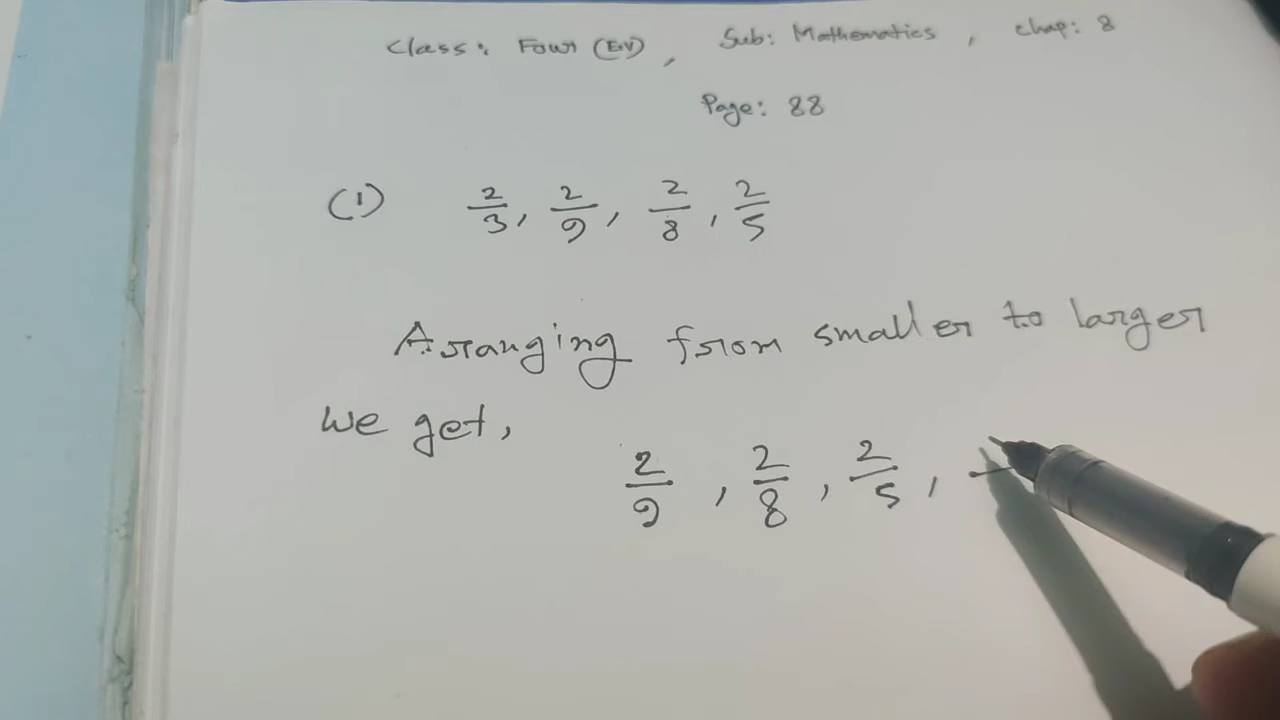 Class: Four (EV), Sub: Mathematics, Chap: 8
Page: 88
(1) 2/3, 2/9, 2/8, 2/5
Arranging from smaller to larger
we get,
2/9, 2/8, 2/5,